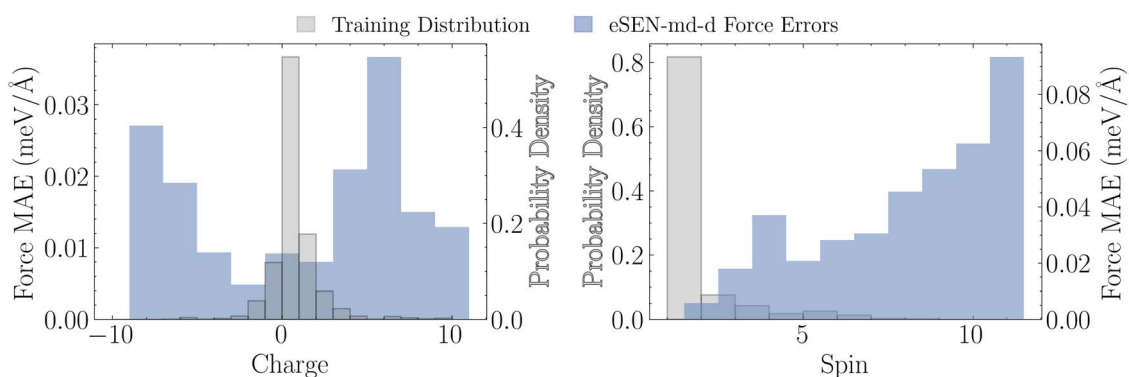 Training Distribution
eSEN-md-d Force Errors
Force MAE (meV/Å)
0.03
0.02
0.01
0.00
−10
0
10
Charge
0.4
0.2
0.0
Probability Density
Probability Density
0.8
0.6
0.4
0.2
0.0
5
10
Spin
0.08
0.06
0.04
0.02
0.00
Force MAE (meV/Å)